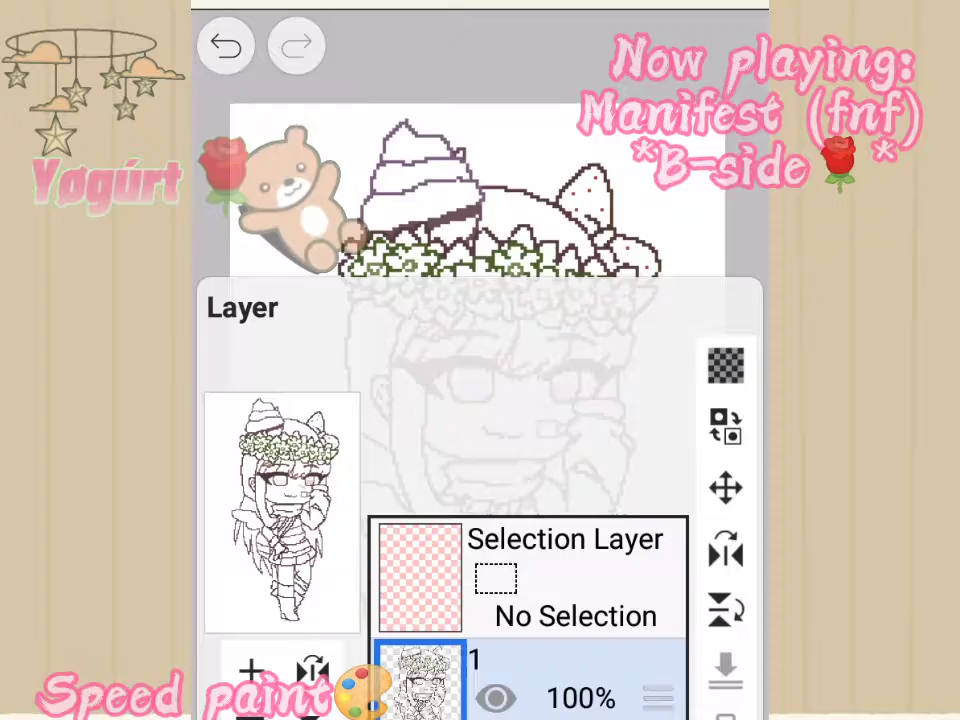 Now playing:
Manifest (fnf)
*B-side🌹 *
Yøgúrt
Layer
Selection Layer
No Selection
1
100%
Speed paint🎨